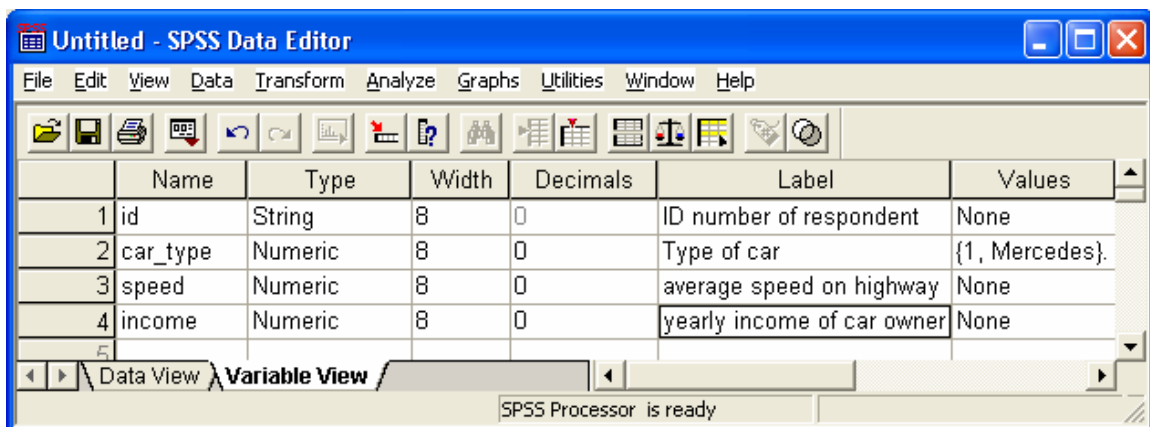 SPSS
Untitled - SPSS Data Editor
File Edit View Data Transform Analyze Graphs Utilities Window Help
Name Type Width Decimals Label Values
1 id String 8 0 ID number of respondent None
2 car_type Numeric 8 0 Type of car {1, Mercedes}.
3 speed Numeric 8 0 average speed on highway None
4 income Numeric 8 0 yearly income of car owner None
5
Data View Variable View
SPSS Processor is ready